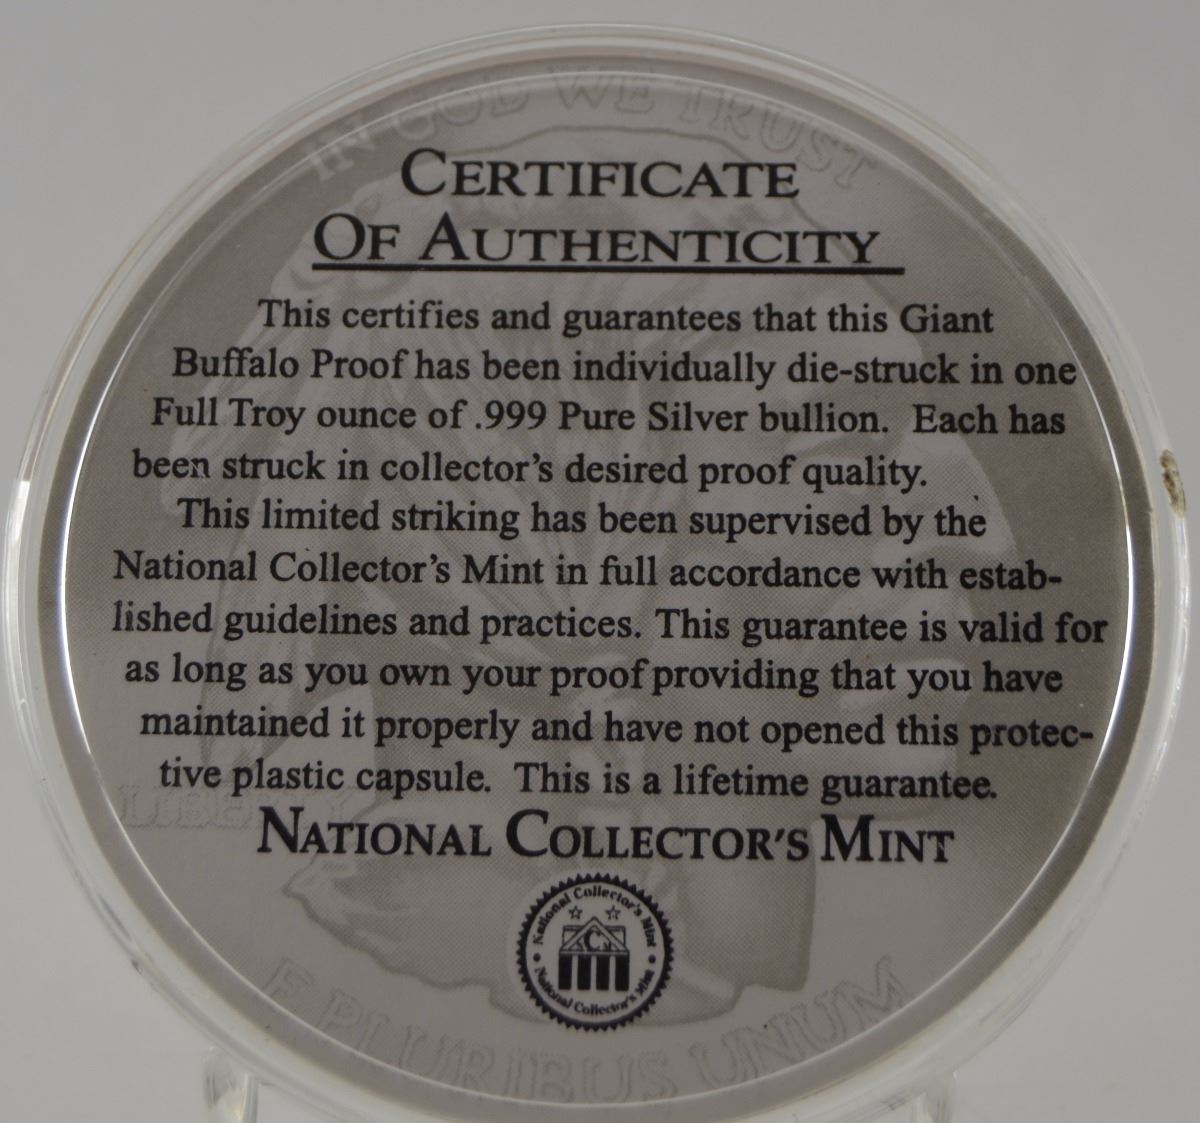 IN GOD WE TRUST
CERTIFICATE
OF AUTHENTICITY
This certifies and guarantees that this Giant
Buffalo Proof has been individually die-struck in one
Full Troy ounce of .999 Pure Silver bullion. Each has
been struck in collector's desired proof quality.
This limited striking has been supervised by the
National Collector's Mint in full accordance with estab-
lished guidelines and practices. This guarantee is valid for
as long as you own your proof providing that you have
maintained it properly and have not opened this protec-
tive plastic capsule. This is a lifetime guarantee.
LIBERTY
NATIONAL COLLECTOR'S MINT
National Collector's Mint
C
National Collector's Mint
E PLURIBUS UNUM